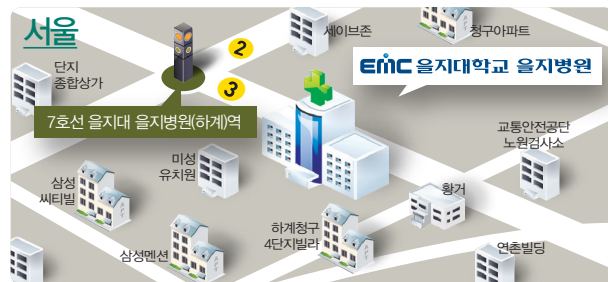 서울
세이브존
청구아파트
2
단지
종합상가
3
EMC 을지대학교 을지병원
7호선 을지대 을지병원(하계)역
교통안전공단
노원검사소
미성
유치원
삼성
씨티빌
황거
하계청구
4단지빌라
삼성멘션
연촌빌딩